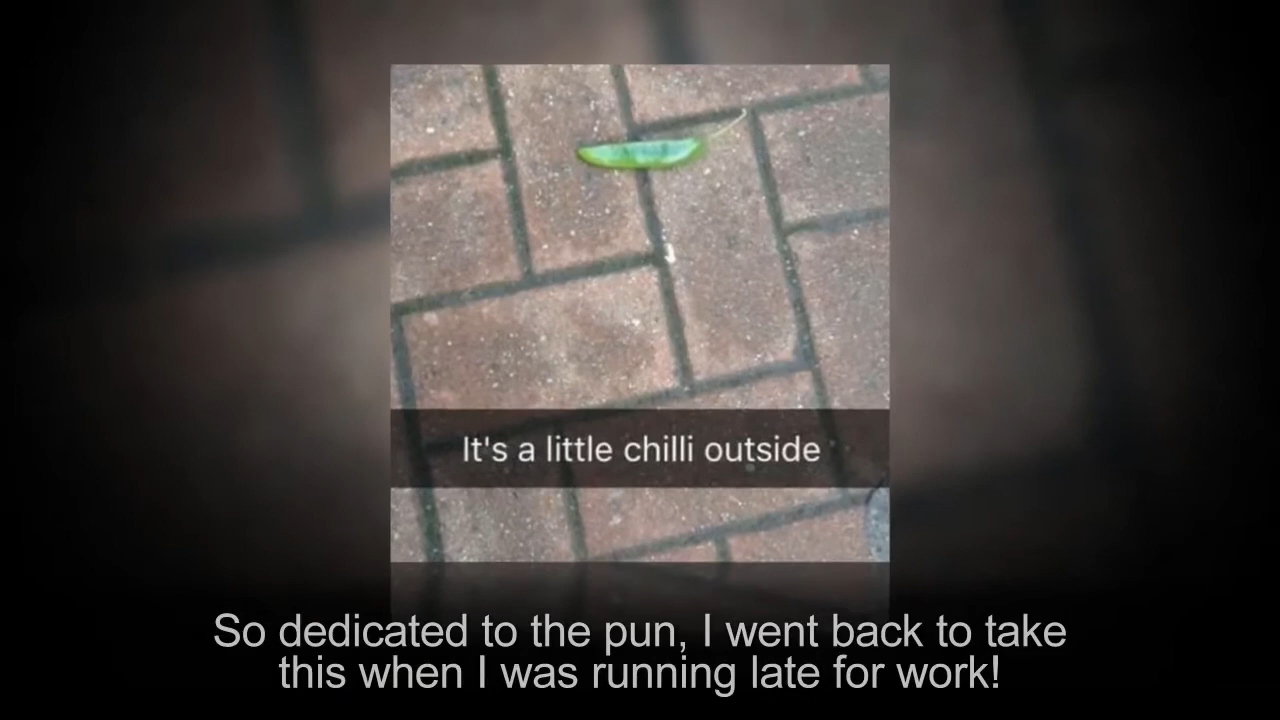 It's a little chilli outside
So dedicated to the pun, I went back to take
this when I was running late for work!